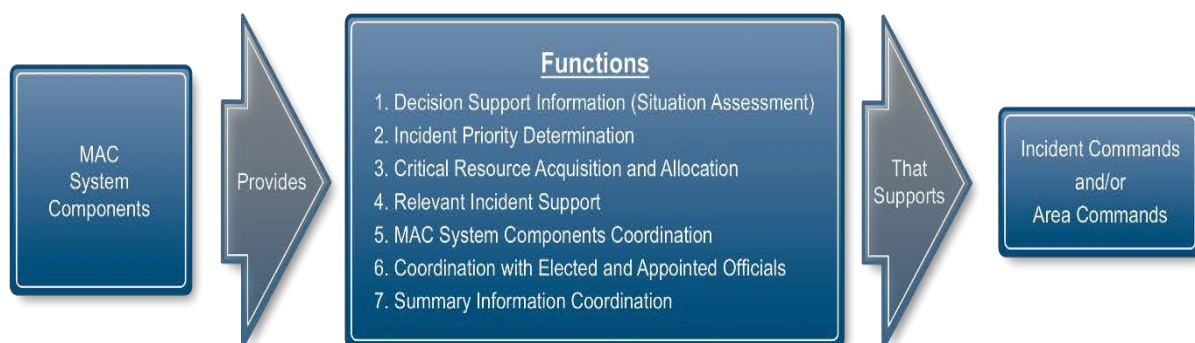 MAC
System
Components
Provides
Functions
1. Decision Support Information (Situation Assessment)
2. Incident Priority Determination
3. Critical Resource Acquisition and Allocation
4. Relevant Incident Support
5. MAC System Components Coordination
6. Coordination with Elected and Appointed Officials
7. Summary Information Coordination
That
Supports
Incident Commands
and/or
Area Commands